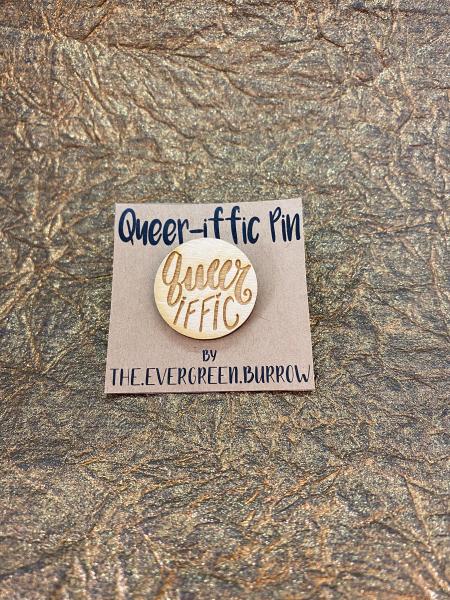 Queer-iffic Pin
queer
iffic
BY
THE.EVERGREEN.BURROW